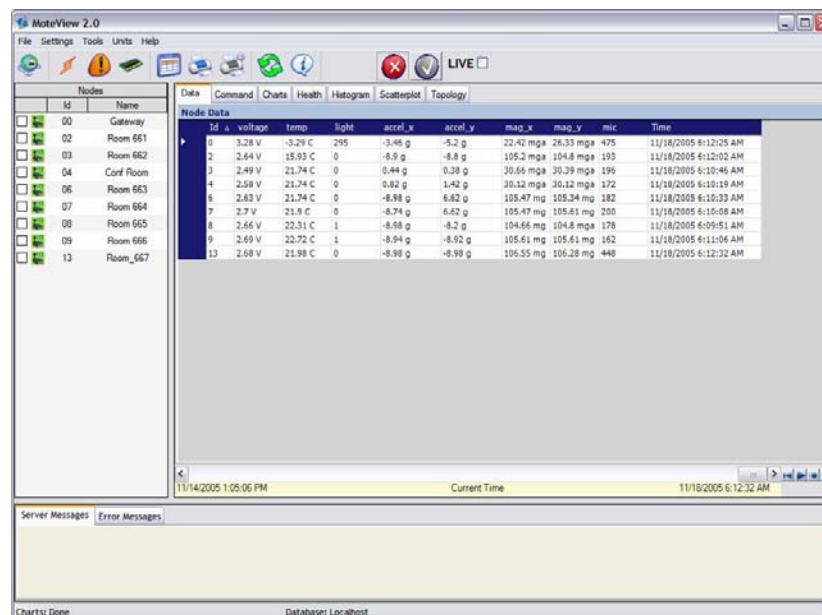 MoteView 2.0
File Settings Tools Units Help
LIVE
Nodes
Id Name
00 Gateway
02 Room 661
03 Room 662
04 Conf Room
06 Room 663
07 Room 664
08 Room 665
09 Room 666
13 Room_667
Data Command Charts Health Histogram Scatterplot Topology
Node Data
Id voltage temp light accel_x accel_y mag_x mag_y mic Time
0 3.28 V -3.29 C 295 -3.46 g -5.2 g 22.42 mga 26.33 mg 475 11/18/2005 6:12:25 AM
2 2.64 V 15.93 C 0 -8.9 g -8.8 g 105.2 mga 104.8 mg 193 11/18/2005 6:12:02 AM
3 2.49 V 21.74 C 0 0.44 g 0.38 g 30.66 mga 30.39 mg 196 11/18/2005 6:10:46 AM
4 2.58 V 21.74 C 0 0.82 g 1.42 g 30.12 mga 30.12 mg 172 11/18/2005 6:10:19 AM
6 2.63 V 21.74 C 0 -8.98 g 6.62 g 105.47 mg 105.34 mg 182 11/18/2005 6:10:33 AM
7 2.7 V 21.9 C 0 -8.74 g 6.62 g 105.47 mg 105.61 mg 200 11/18/2005 6:10:08 AM
8 2.66 V 22.31 C 1 -8.98 g -8.2 g 104.66 mg 104.8 mga 178 11/18/2005 6:09:51 AM
9 2.69 V 22.72 C 1 -8.94 g -8.92 g 105.61 mg 105.61 mg 162 11/18/2005 6:11:06 AM
13 2.68 V 21.98 C 0 -8.98 g -8.98 g 106.55 mg 106.28 mg 448 11/18/2005 6:12:32 AM
11/14/2005 1:05:06 PM Current Time 11/18/2005 6:12:32 AM
Server Messages Error Messages
Charts: Done Database: Localhost